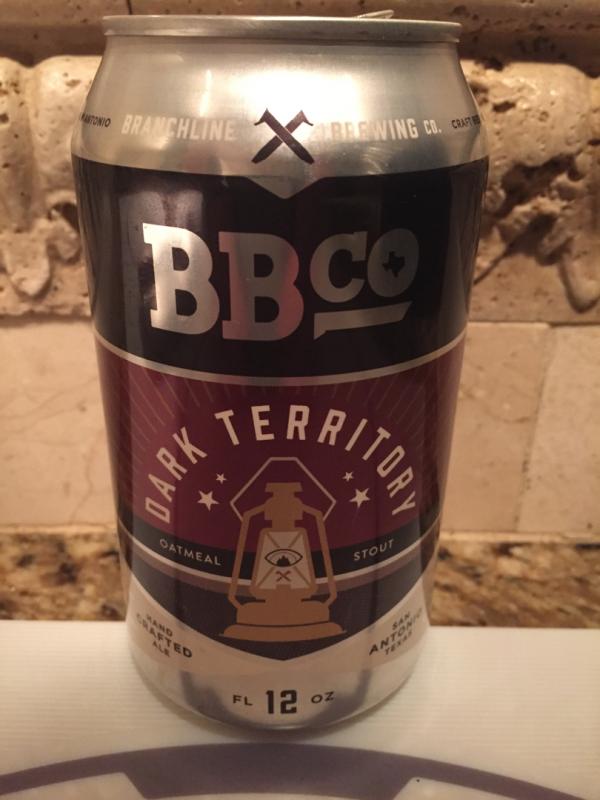 BRANCHLINE BREWING CO.
BBCO
DARK TERRITORY
OATMEAL STOUT
HAND
CRAFTED
ALE
SAN
ANTONIO
TEXAS
FL 12 OZ